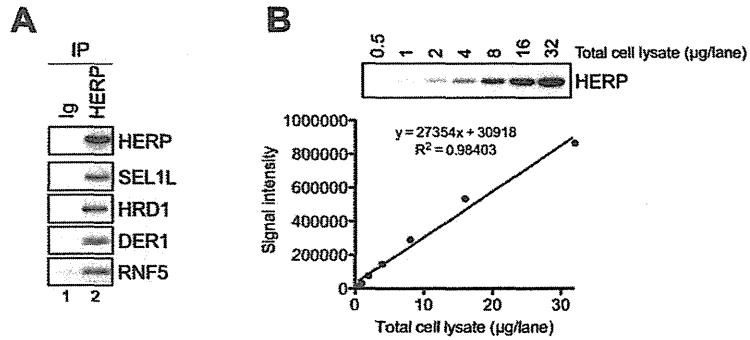 A
IP
Ig
HERP
HERP
SEL1L
HRD1
DER1
RNF5
1 2
B
0.5 1 2 4 8 16 32 Total cell lysate (µg/lane)
HERP
1000000
800000
600000
400000
200000
0
Signal intensity
y = 27354x + 30918
R² = 0.98403
0 10 20 30
Total cell lysate (µg/lane)